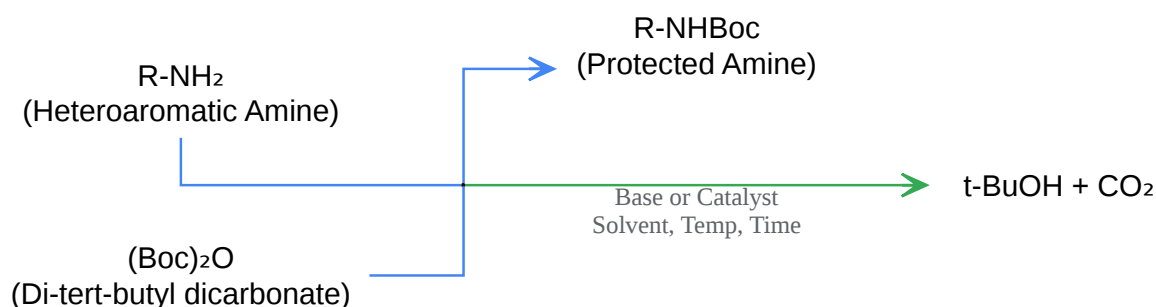 R-NHBoc
(Protected Amine)
R-NH₂
(Heteroaromatic Amine)
Base or Catalyst
Solvent, Temp, Time
t-BuOH + CO₂
(Boc)₂O
(Di-tert-butyl dicarbonate)